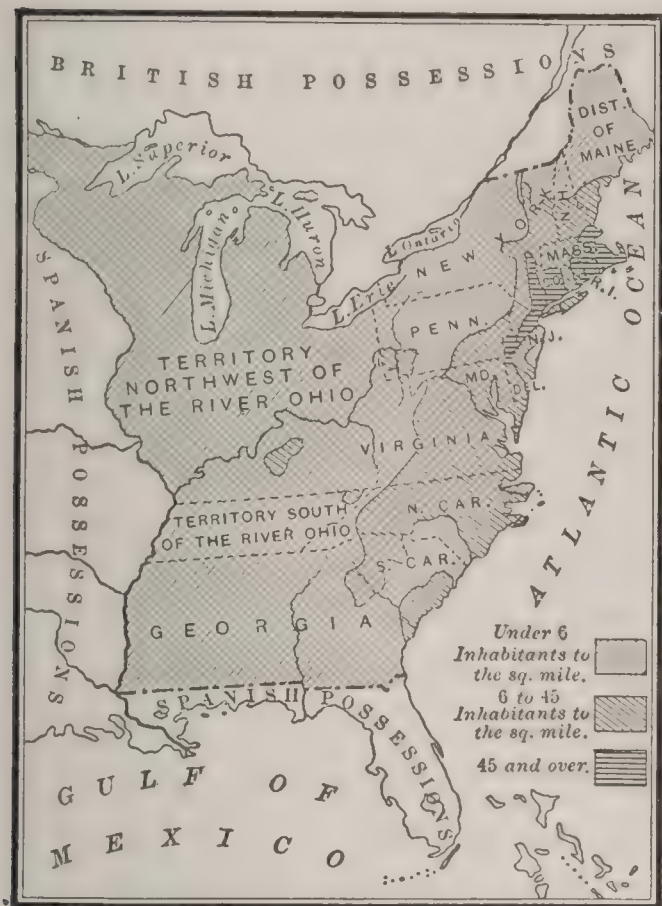 BRITISH POSSESSIONS
DIST.
OF
MAINE
L. Superior
L. Huron
L. Michigan
L. Ontario
L. Erie
NEW YORK
N.H.
MASS.
R.I.
PENN
N.J.
MD.
DEL.
TERRITORY
NORTHWEST OF
THE RIVER OHIO
VIRGINIA
TERRITORY SOUTH
OF THE RIVER OHIO
N. CAR.
S. CAR.
GEORGIA
SPANISH POSSESSIONS
SPANISH POSSESSIONS
ATLANTIC OCEAN
GULF OF
MEXICO
Under 6
Inhabitants to
the sq. mile.
6 to 45
Inhabitants to
the sq. mile.
45 and over.